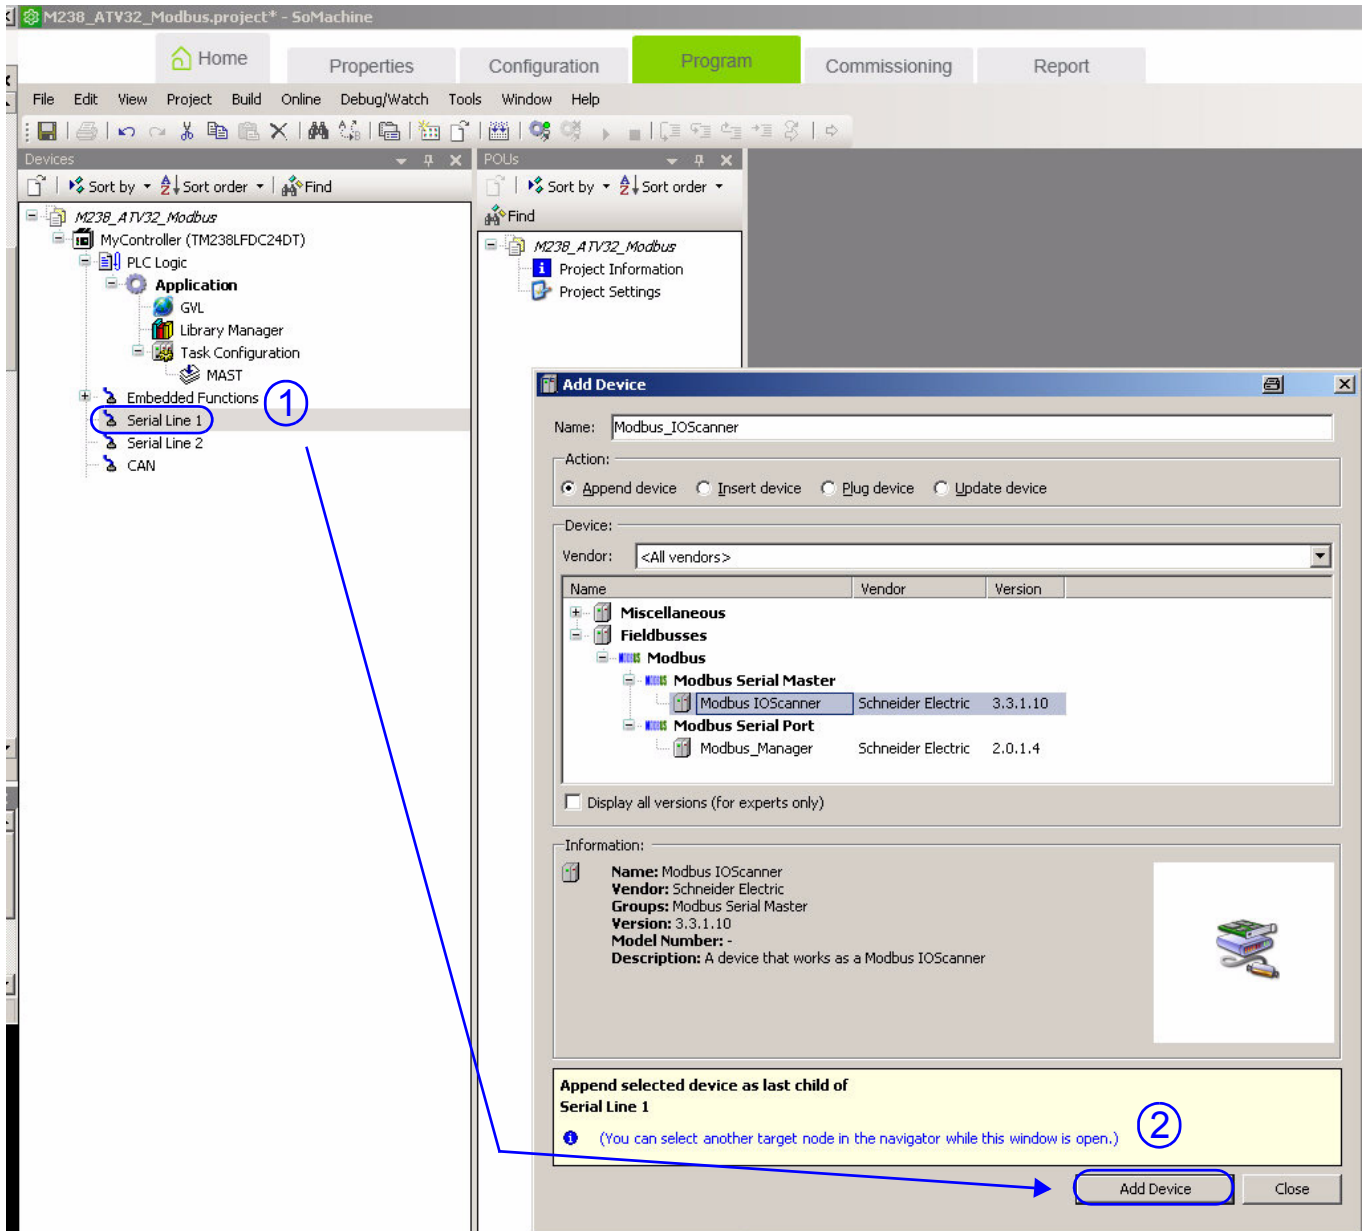 M238_ATV32_Modbus.project* - SoMachine
Home Properties Configuration Program Commissioning Report
File Edit View Project Build Online Debug/Watch Tools Window Help
Devices
Sort by Sort order Find
M238_ATV32_Modbus
MyController (TM238LFDC24DT)
PLC Logic
Application
GVL
Library Manager
Task Configuration
MAST
Embedded Functions
Serial Line 1
Serial Line 2
CAN
1
POUs
Sort by Sort order
Find
M238_ATV32_Modbus
Project Information
Project Settings
Add Device
Name: Modbus_IOScanner
Action:
Append device Insert device Plug device Update device
Device:
Vendor: <All vendors>
Name Vendor Version
Miscellaneous
Fieldbusses
Modbus
Modbus Serial Master
Modbus IOScanner Schneider Electric 3.3.1.10
Modbus Serial Port
Modbus_Manager Schneider Electric 2.0.1.4
Display all versions (for experts only)
Information:
Name: Modbus IOScanner
Vendor: Schneider Electric
Groups: Modbus Serial Master
Version: 3.3.1.10
Model Number: -
Description: A device that works as a Modbus IOScanner
Append selected device as last child of
Serial Line 1
(You can select another target node in the navigator while this window is open.)
2
Add Device Close